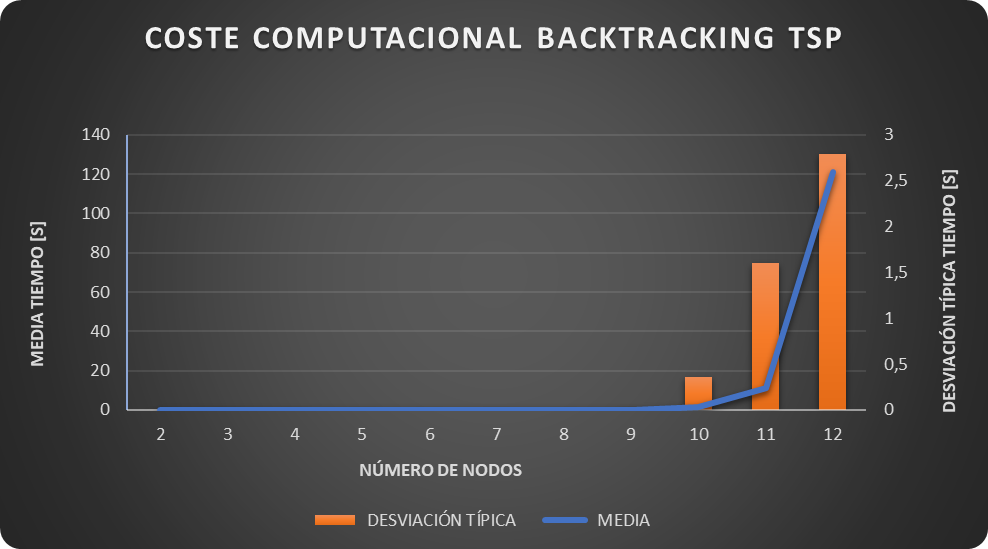 COSTE COMPUTACIONAL BACKTRACKING TSP
140
120
100
80
60
40
20
0
MEDIA TIEMPO [S]
3
2,5
2
1,5
1
0,5
0
DESVIACIÓN TÍPICA TIEMPO [S]
2 3 4 5 6 7 8 9 10 11 12
NÚMERO DE NODOS
DESVIACIÓN TÍPICA MEDIA